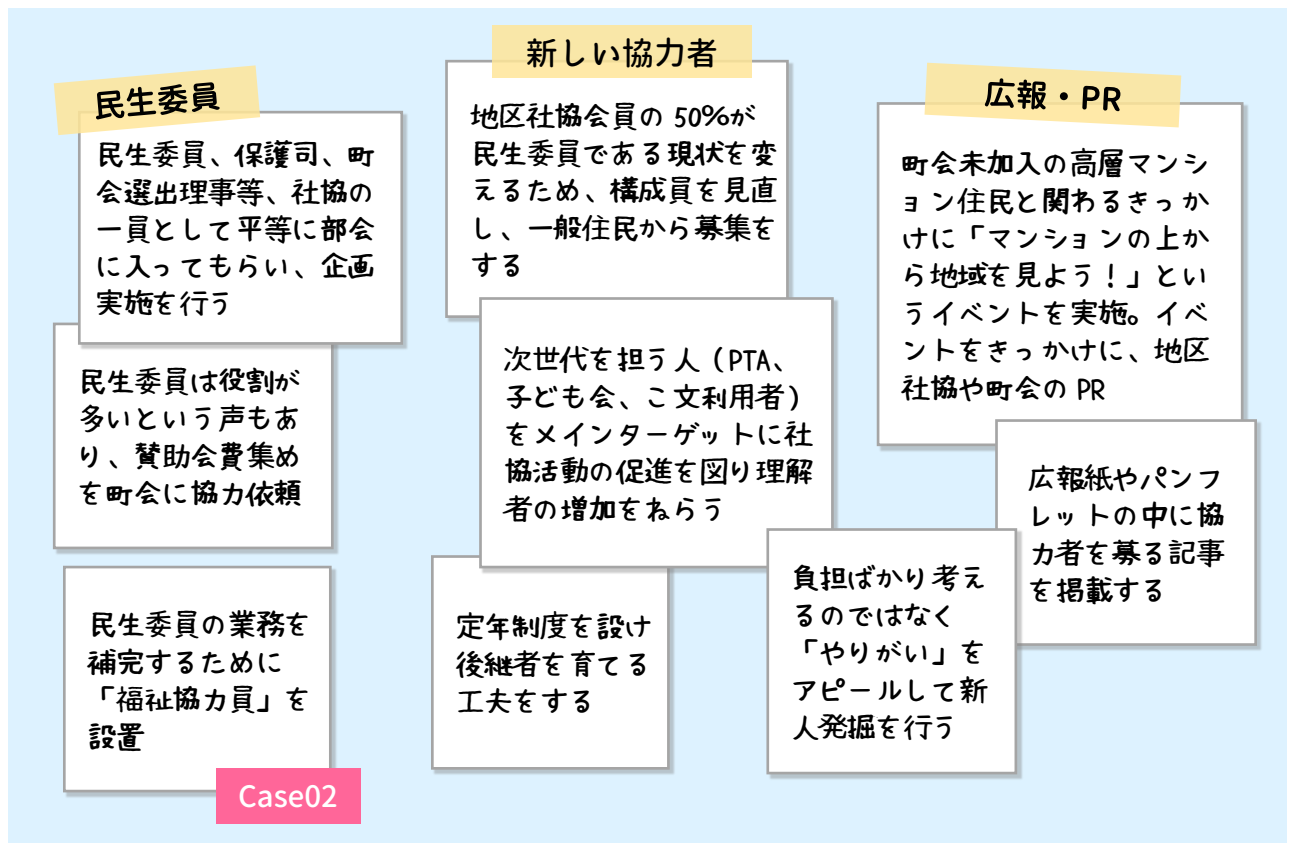 民生委員
民生委員、保護司、町
会選出理事等、社協の
一員として平等に部会
に入ってもらい、企画
実施を行う
民生委員は役割が
多いという声もあ
り、賛助会費集め
を町会に協力依頼
民生委員の業務を
補完するために
「福祉協力員」を
設置
Case02
新しい協力者
地区社協会員の 50%が
民生委員である現状を変
えるため、構成員を見直
し、一般住民から募集を
する
次世代を担う人（PTA、
子ども会、こ文利用者）
をメインターゲットに社
協活動の促進を図り理解
者の増加をねらう
定年制度を設け
後継者を育てる
工夫をする
広報・PR
町会未加入の高層マンシ
ョン住民と関わるきっか
けに「マンションの上か
ら地域を見よう！」とい
うイベントを実施。イベ
ントをきっかけに、地区
社協や町会の PR
広報紙やパンフ
レットの中に協
力者を募る記事
を掲載する
負担ばかり考え
るのではなく
「やりがい」を
アピールして新
人発掘を行う